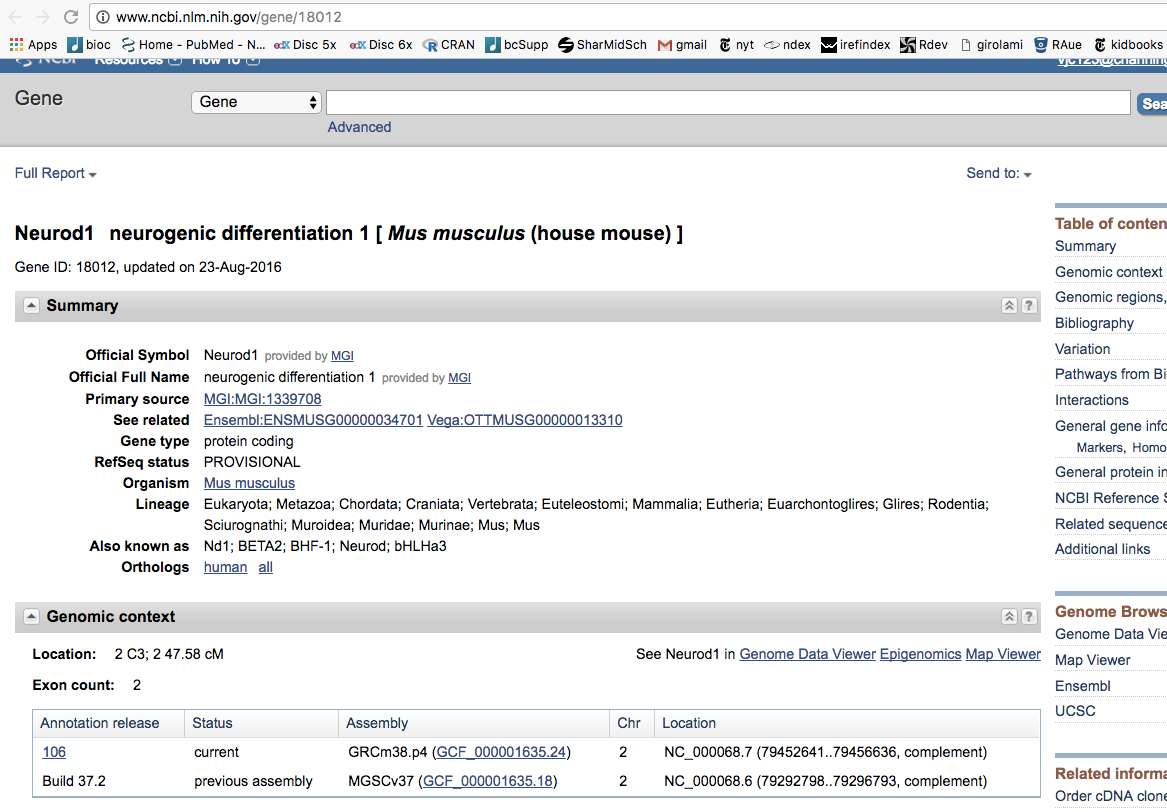 www.ncbi.nlm.nih.gov/gene/18012
Apps bioc Home - PubMed - N... edX Disc 5x edX Disc 6x CRAN bcSupp SharMidSch gmail nyt ndex irefindex Rdev girolami RAue kidbooks
NCBI Resources How To vjc123@channing
Gene Gene Sea
Advanced
Full Report Send to:
Neurod1 neurogenic differentiation 1 [ Mus musculus (house mouse) ]
Gene ID: 18012, updated on 23-Aug-2016
Summary ?
Official Symbol Neurod1 provided by MGI
Official Full Name neurogenic differentiation 1 provided by MGI
Primary source MGI:MGI:1339708
See related Ensembl:ENSMUSG00000034701 Vega:OTTMUSG00000013310
Gene type protein coding
RefSeq status PROVISIONAL
Organism Mus musculus
Lineage Eukaryota; Metazoa; Chordata; Craniata; Vertebrata; Euteleostomi; Mammalia; Eutheria; Euarchontoglires; Glires; Rodentia;
Sciurognathi; Muroidea; Muridae; Murinae; Mus; Mus
Also known as Nd1; BETA2; BHF-1; Neurod; bHLHa3
Orthologs human all
Genomic context ?
Location: 2 C3; 2 47.58 cM
See Neurod1 in Genome Data Viewer Epigenomics Map Viewer
Exon count: 2
Annotation release Status Assembly Chr Location
106 current GRCm38.p4 (GCF_000001635.24) 2 NC_000068.7 (79452641..79456636, complement)
Build 37.2 previous assembly MGSCv37 (GCF_000001635.18) 2 NC_000068.6 (79292798..79296793, complement)
Table of conten
Summary
Genomic context
Genomic regions,
Bibliography
Variation
Pathways from Bi
Interactions
General gene info
Markers, Homo
General protein in
NCBI Reference S
Related sequence
Additional links
Genome Brows
Genome Data Vie
Map Viewer
Ensembl
UCSC
Related informa
Order cDNA clone